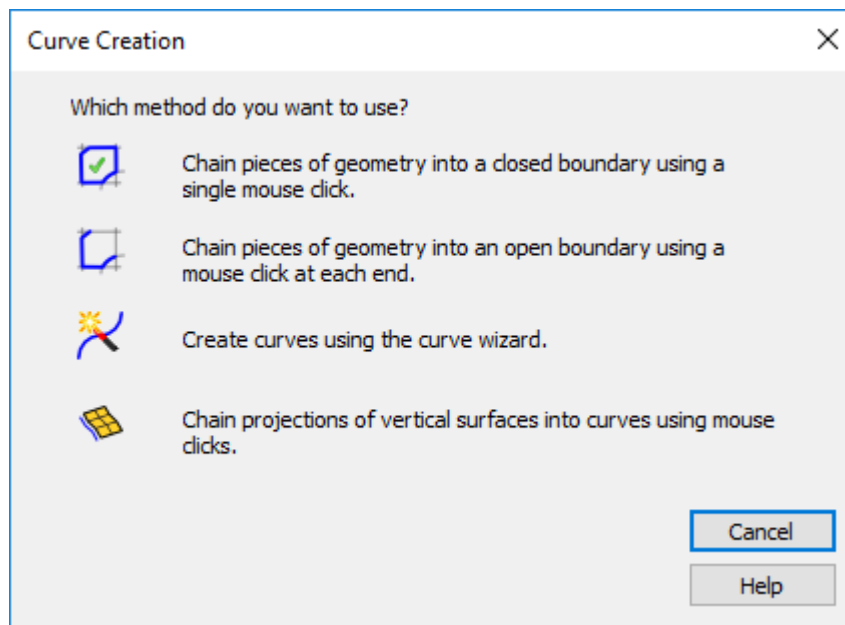 Curve Creation
Which method do you want to use?
Chain pieces of geometry into a closed boundary using a
single mouse click.
Chain pieces of geometry into an open boundary using a
mouse click at each end.
Create curves using the curve wizard.
Chain projections of vertical surfaces into curves using mouse
clicks.
Cancel
Help